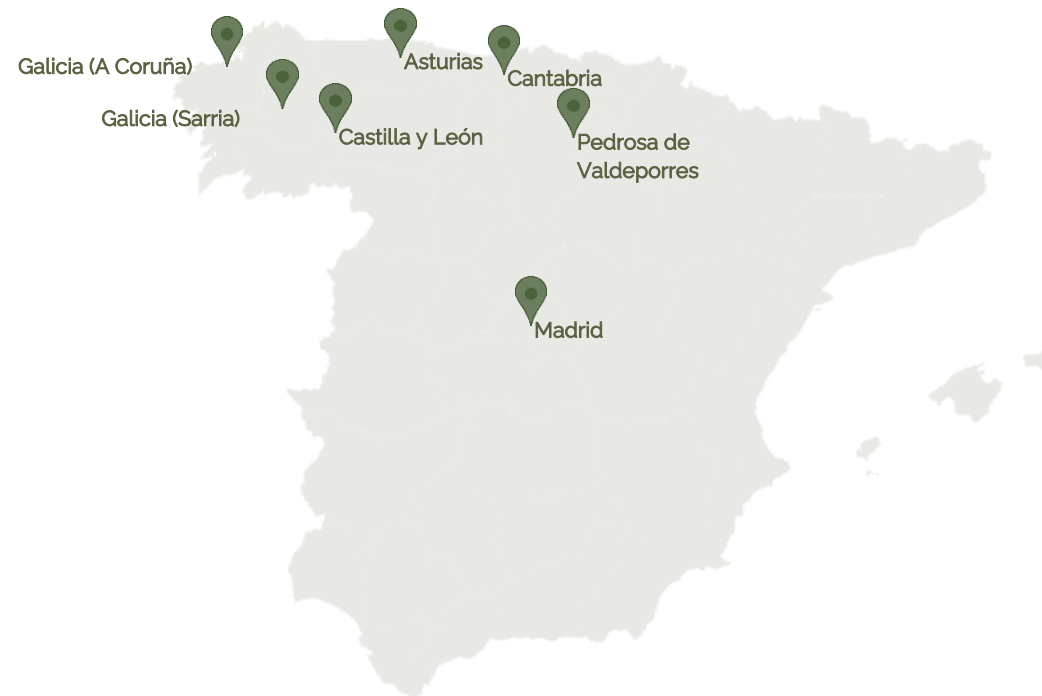 Galicia (A Coruña)
Asturias
Cantabria
Galicia (Sarria)
Castilla y León
Pedrosa de
Valdeporres
Madrid